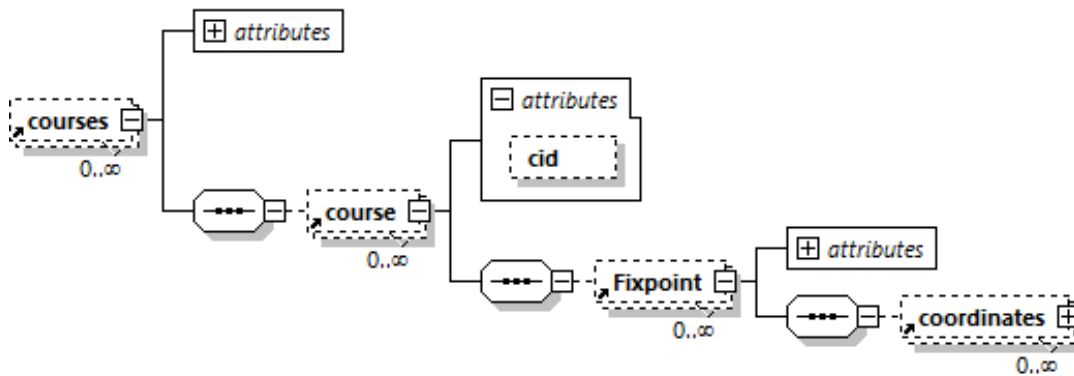 attributes
courses
0..∞
attributes
cid
course
0..∞
attributes
Fixpoint
0..∞
coordinates
0..∞